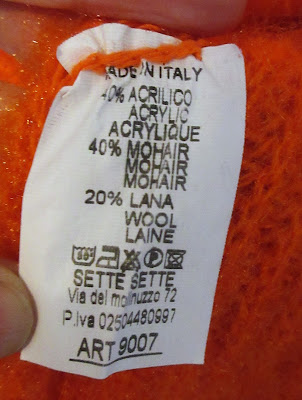 MADE IN ITALY
40% ACRILICO
ACRYLIC
ACRYLIQUE
40% MOHAIR
MOHAIR
MOHAIR
20% LANA
WOOL
LAINE
P
SETTE SETTE
Via del molinuzzo 72
P.iva 02504480997
ART 9007